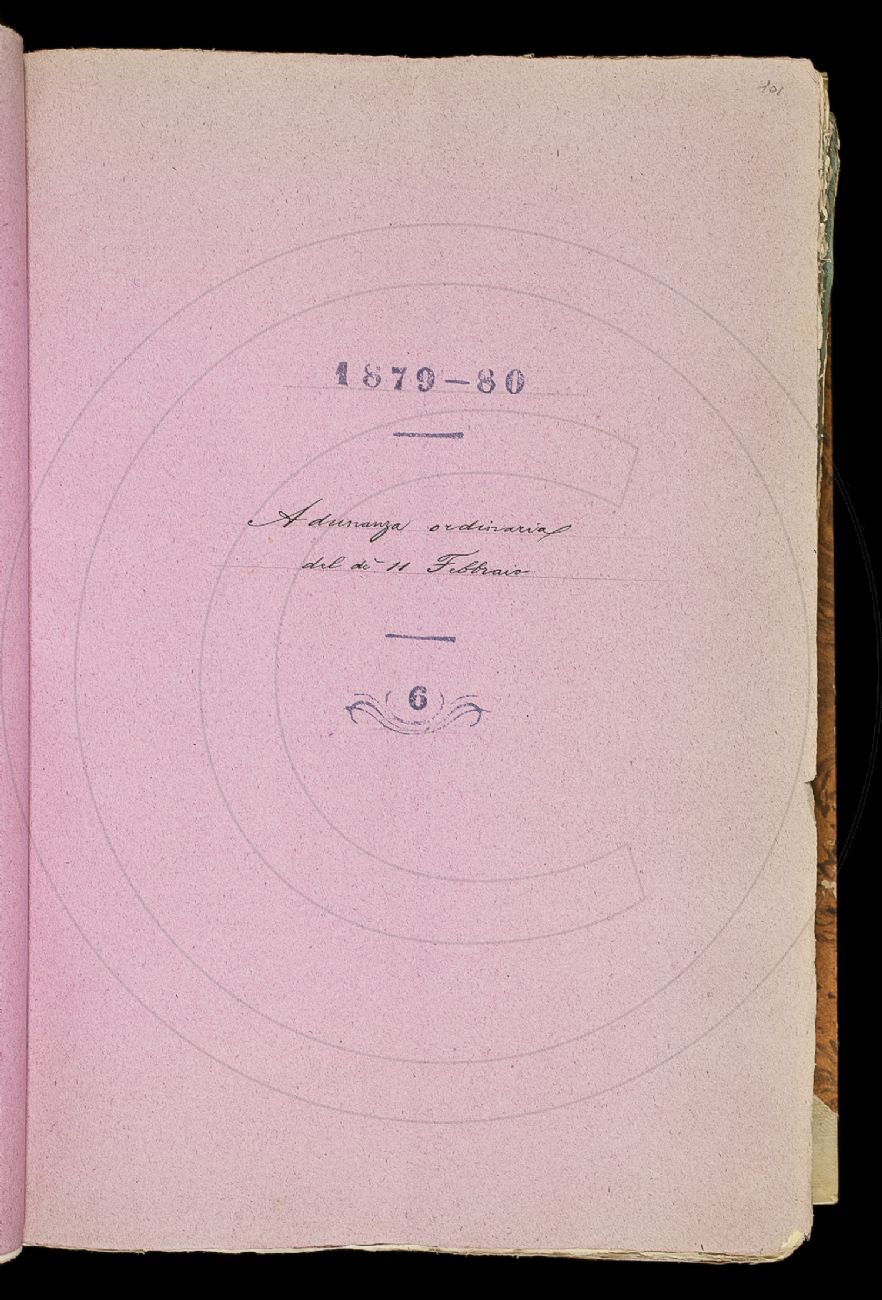 101
1879-80
Adunanza ordinaria
del dì 11 Febbraio
6